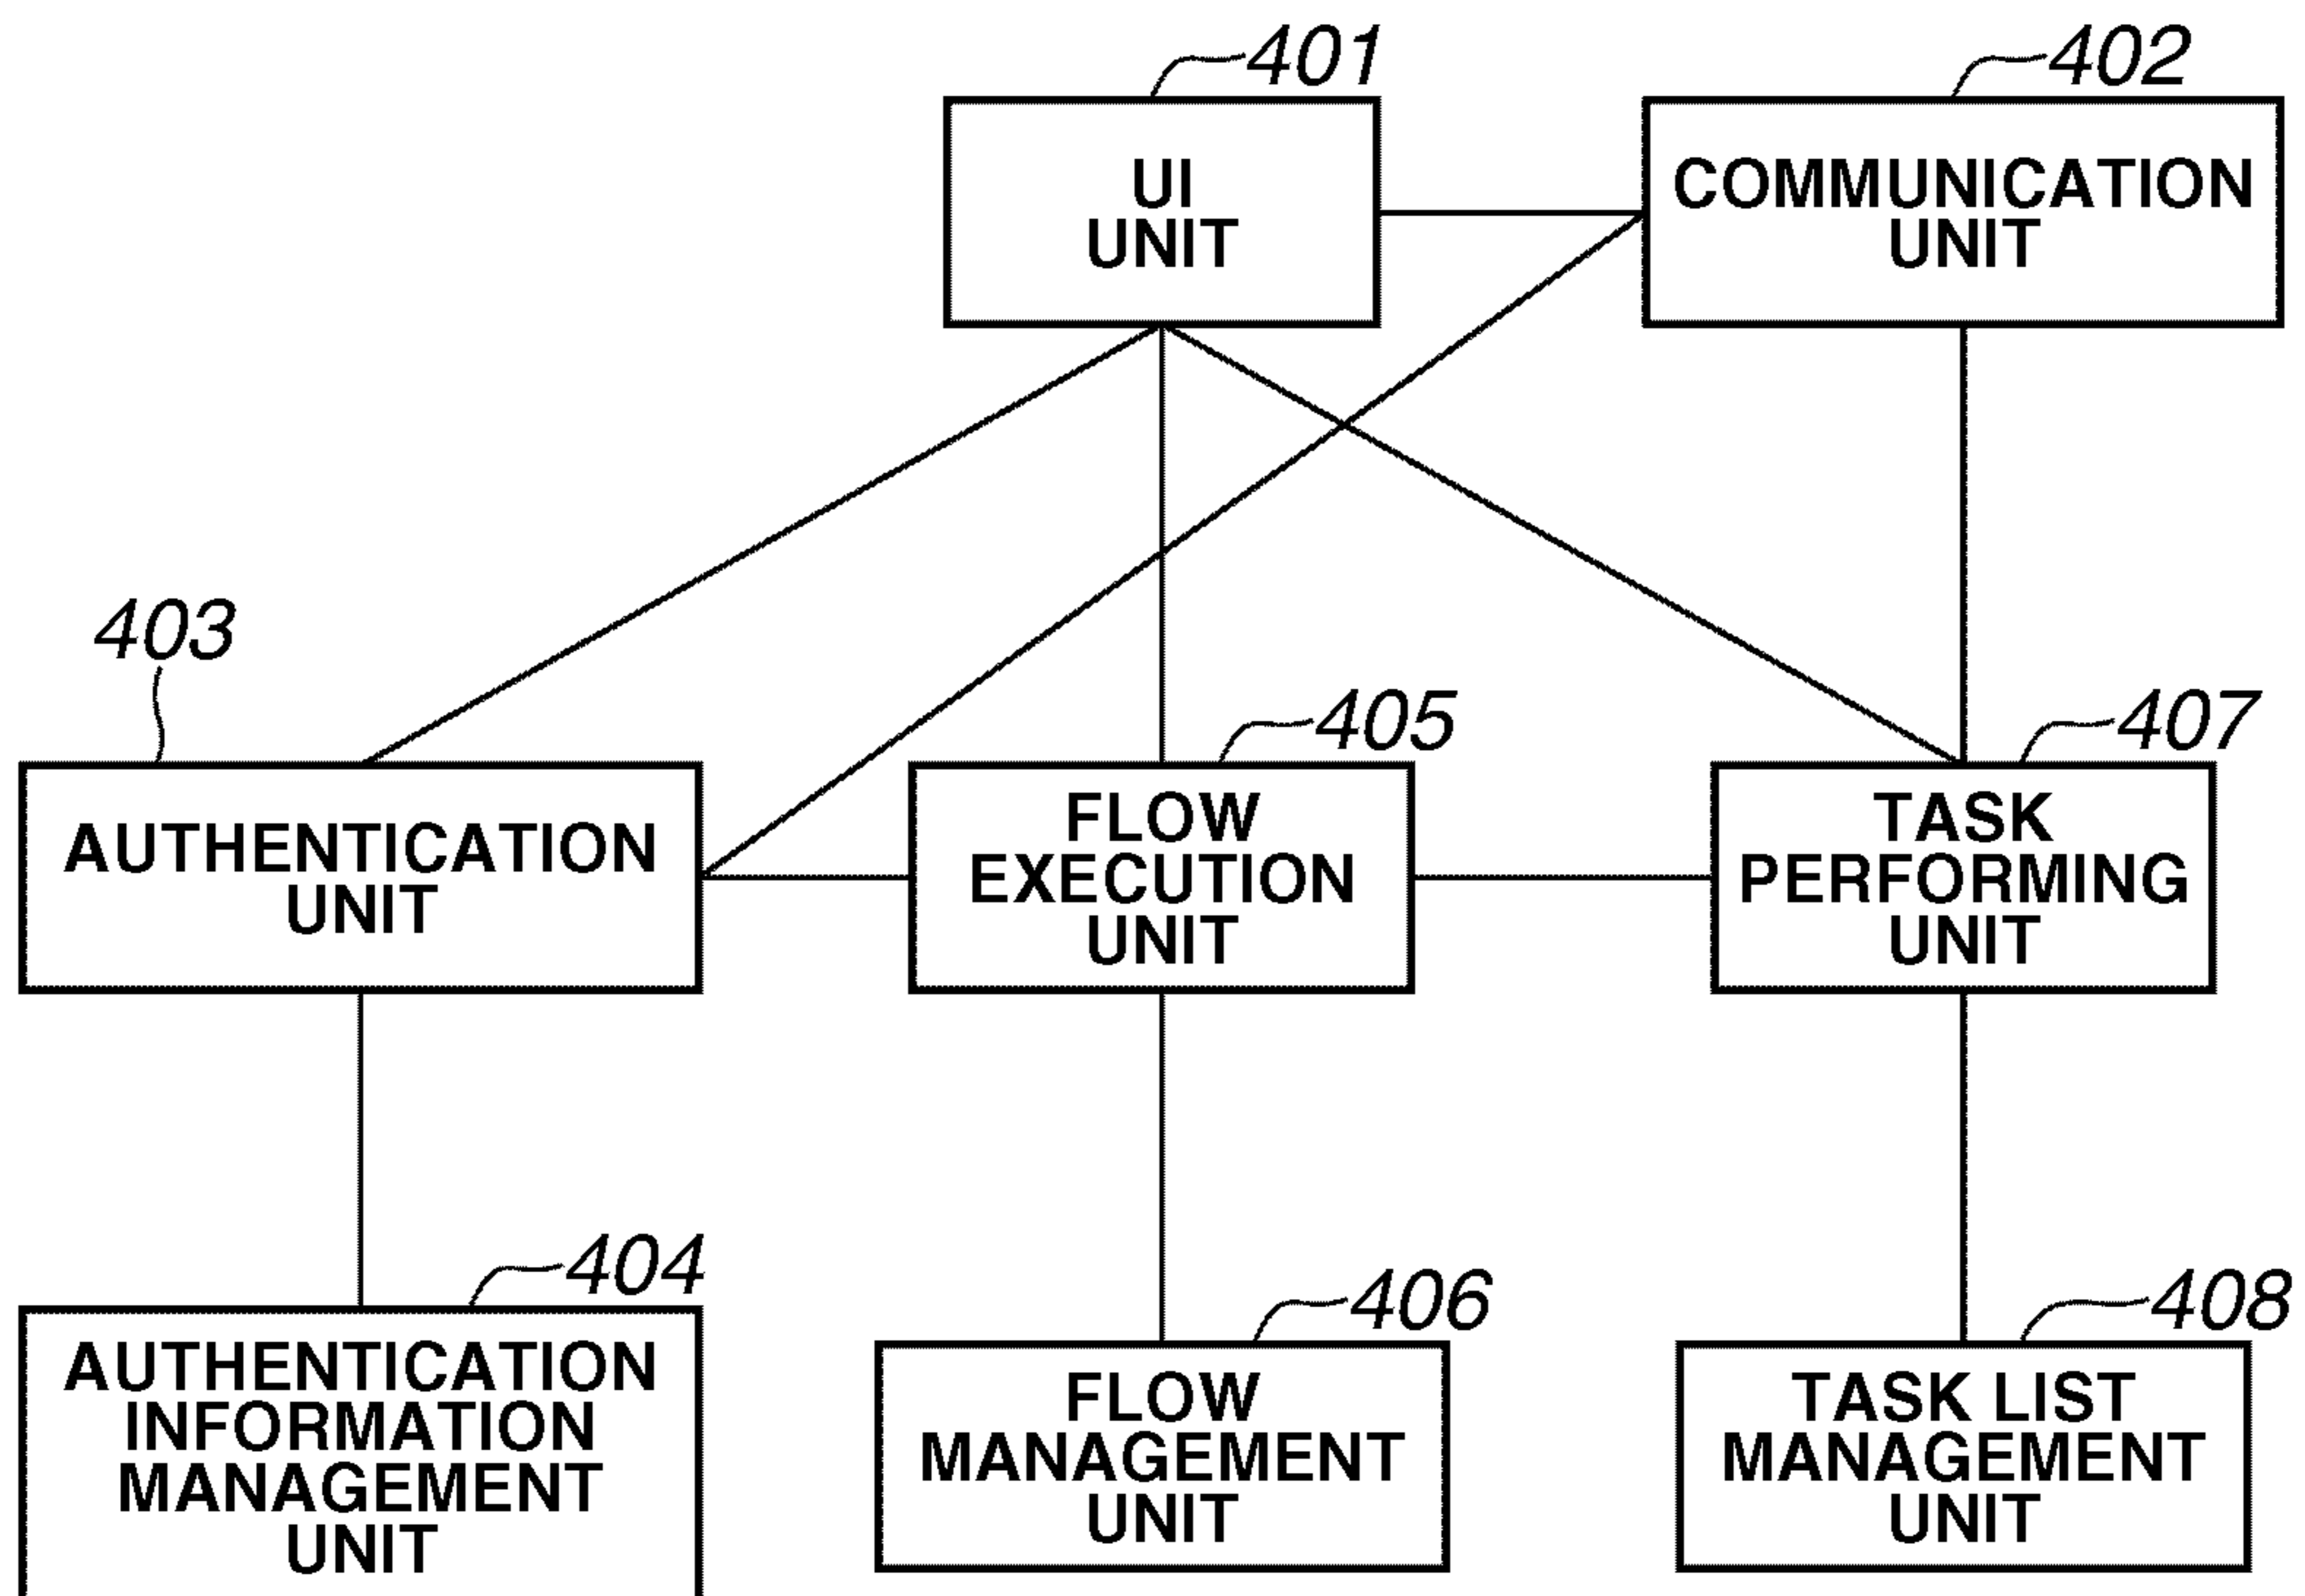 401
402
UI
UNIT
COMMUNICATION
UNIT
403
405
407
AUTHENTICATION
UNIT
FLOW
EXECUTION
UNIT
TASK
PERFORMING
UNIT
404
406
408
AUTHENTICATION
INFORMATION
MANAGEMENT
UNIT
FLOW
MANAGEMENT
UNIT
TASK LIST
MANAGEMENT
UNIT